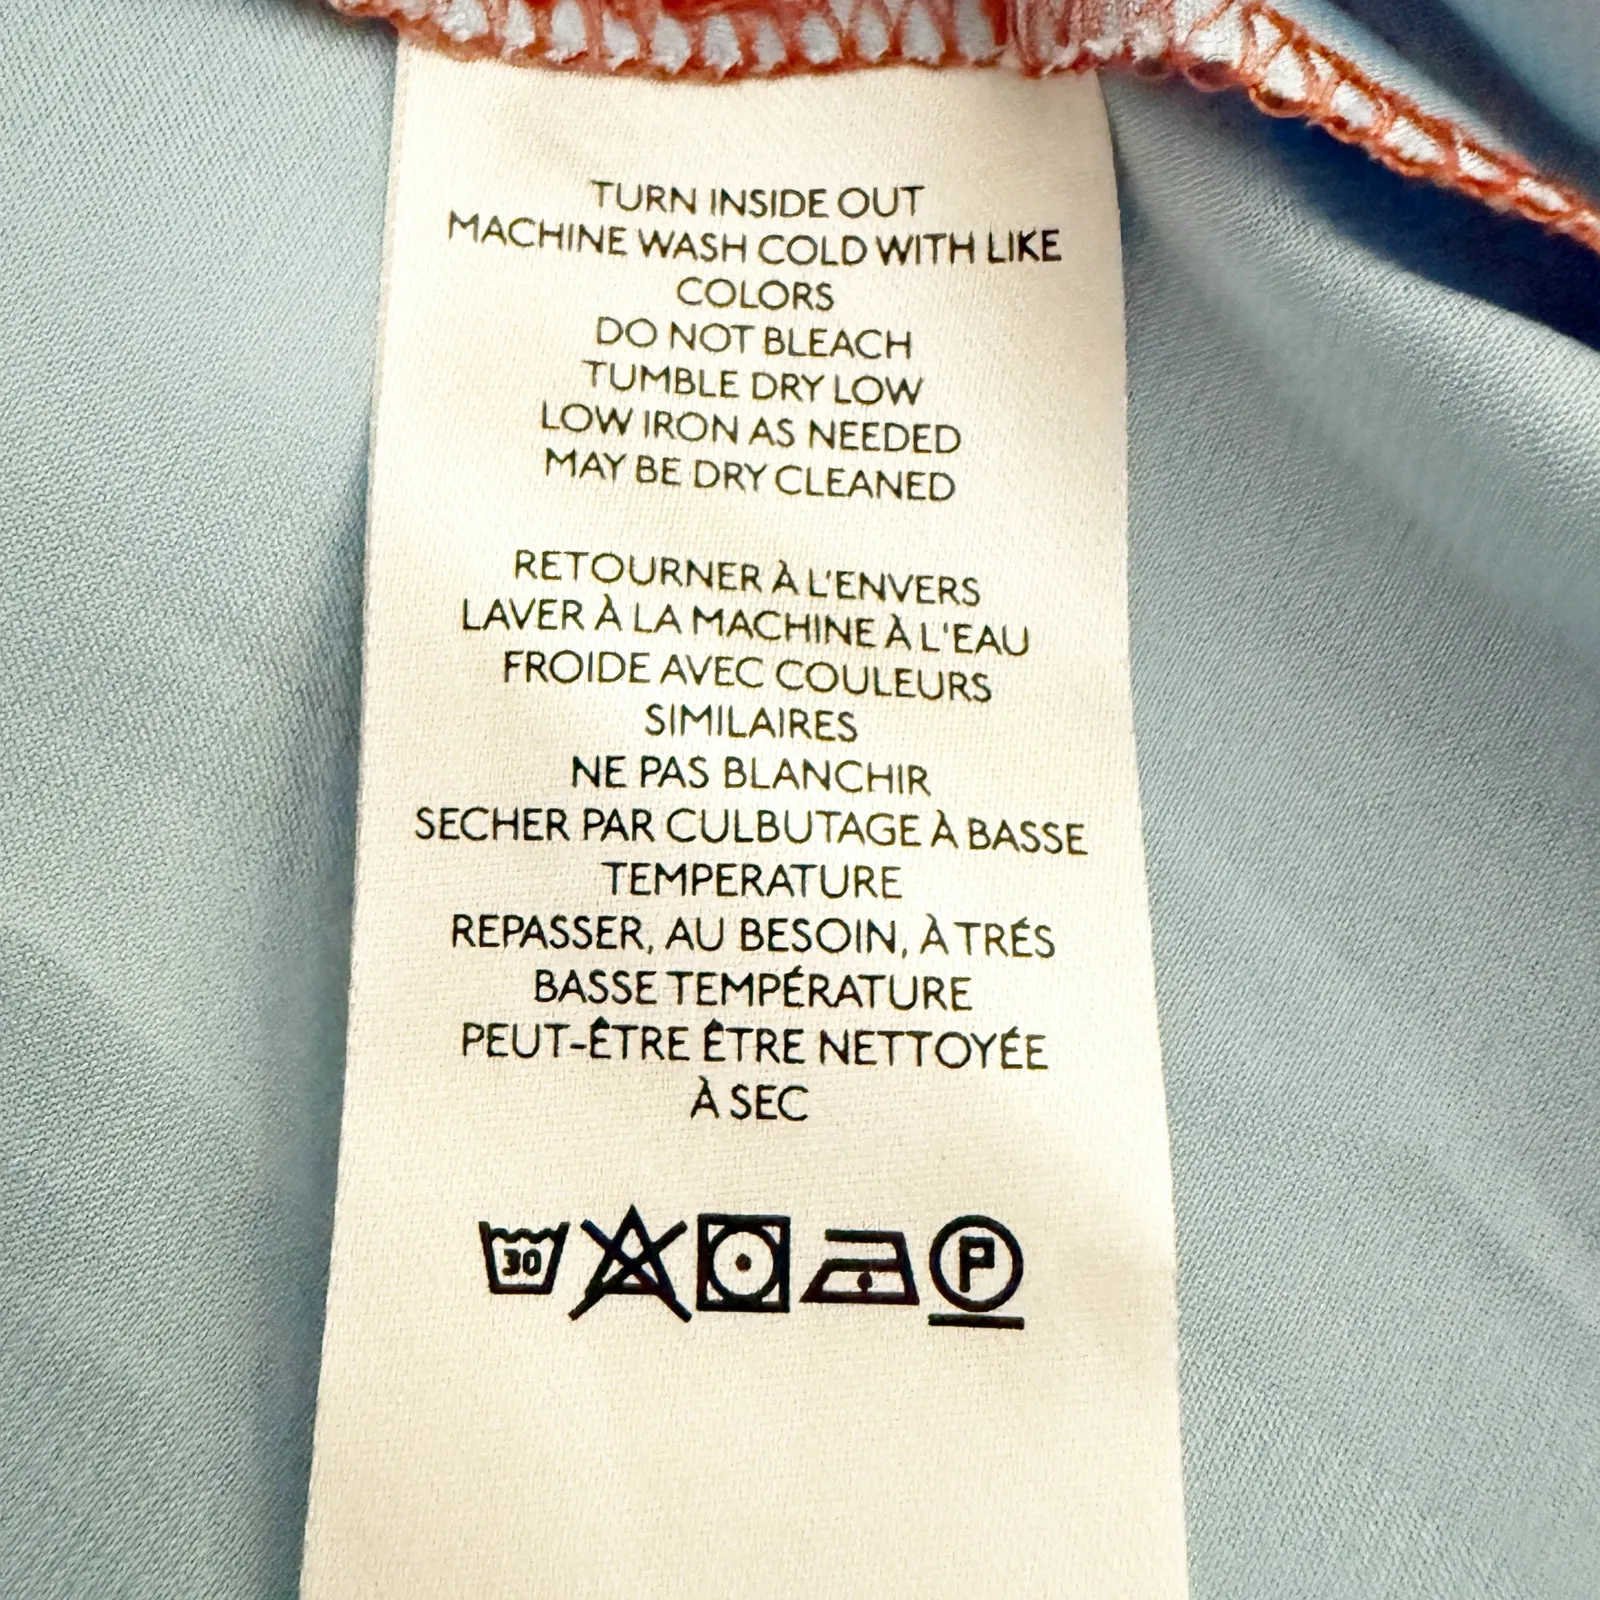 TURN INSIDE OUT
MACHINE WASH COLD WITH LIKE
COLORS
DO NOT BLEACH
TUMBLE DRY LOW
LOW IRON AS NEEDED
MAY BE DRY CLEANED
RETOURNER À L'ENVERS
LAVER À LA MACHINE À L'EAU
FROIDE AVEC COULEURS
SIMILAIRES
NE PAS BLANCHIR
SECHER PAR CULBUTAGE À BASSE
TEMPERATURE
REPASSER, AU BESOIN, À TRÉS
BASSE TEMPÉRATURE
PEUT-ÊTRE ÊTRE NETTOYÉE
À SEC
30 P